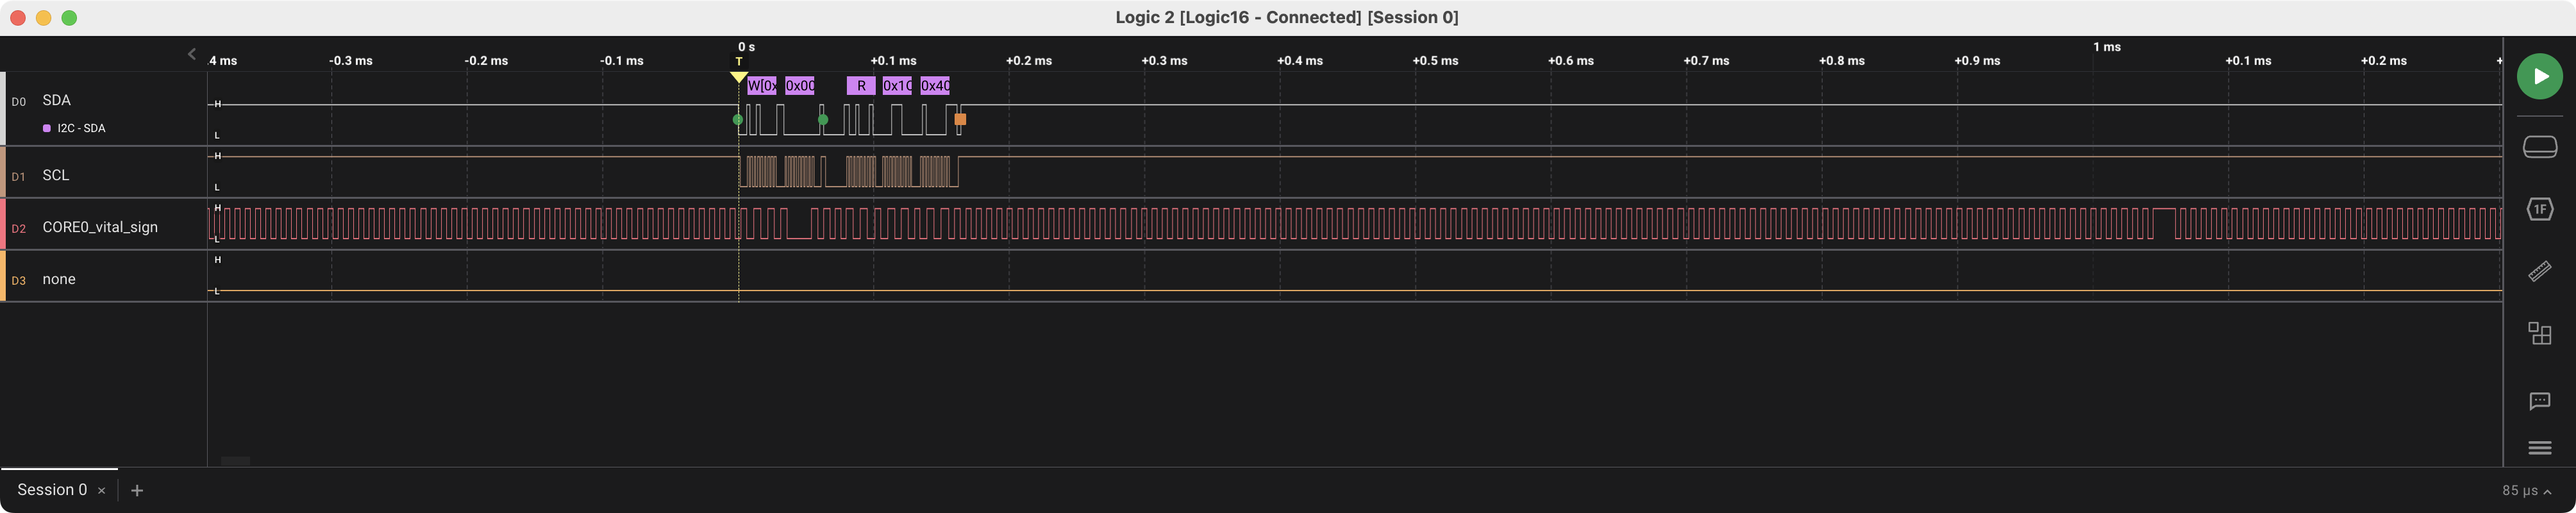 Logic 2 [Logic16 - Connected] [Session 0]
0 s
1 ms
.4 ms -0.3 ms -0.2 ms -0.1 ms T +0.1 ms +0.2 ms +0.3 ms +0.4 ms +0.5 ms +0.6 ms +0.7 ms +0.8 ms +0.9 ms +0.1 ms +0.2 ms +
W[0x 0x00 R 0x1C 0x40
D0 SDA H
I2C - SDA L
H
D1 SCL
L
H
D2 CORE0_vital_sign
L
H
D3 none
L
1F
Session 0 × +
85 µs